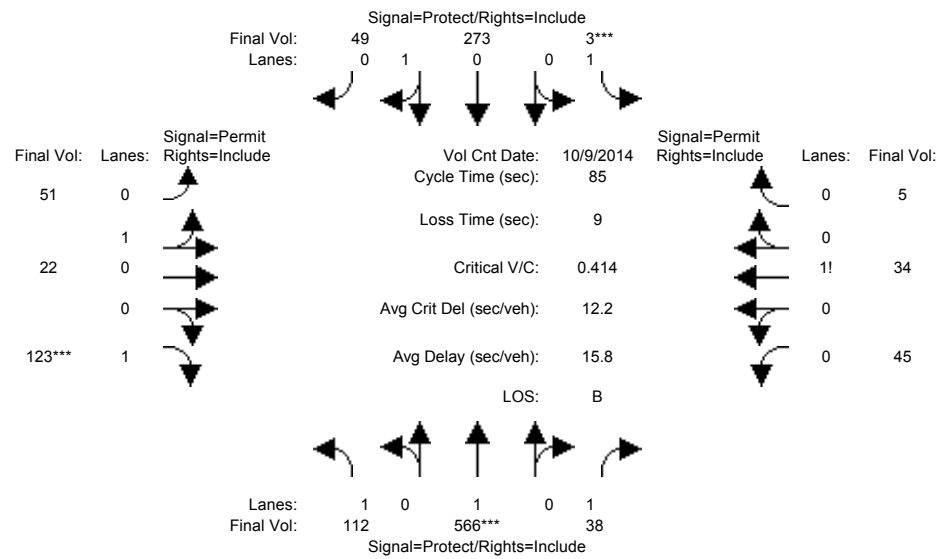 Signal=Protect/Rights=Include
Final Vol: 49 273 3***
Lanes: 0 1 0 0 1
Signal=Permit Signal=Permit
Final Vol: Lanes: Rights=Include Vol Cnt Date: 10/9/2014 Rights=Include Lanes: Final Vol:
Cycle Time (sec): 85
51 0 0 5
Loss Time (sec): 9
1 0
22 0 Critical V/C: 0.414 1! 34
0 Avg Crit Del (sec/veh): 12.2 0
123*** 1 Avg Delay (sec/veh): 15.8 0 45
LOS: B
Lanes: 1 0 1 0 1
Final Vol: 112 566*** 38
Signal=Protect/Rights=Include